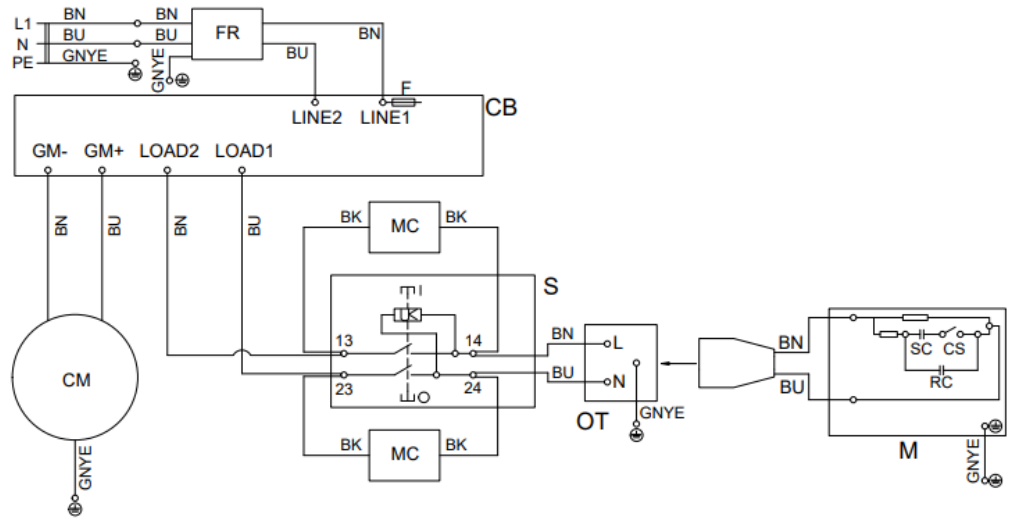 L1 BN BN
N BU BU
PE GNYE
GNYE
FR
BN
BU
F
LINE2 LINE1
CB
GM- GM+ LOAD2 LOAD1
BN BU BN BU
BK MC BK
S
I
U<
13 14
23 24
O
BK MC BK
CM
GNYE
BN
BU
L
N
OT
GNYE
BN
BU
SC CS
RC
M
GNYE